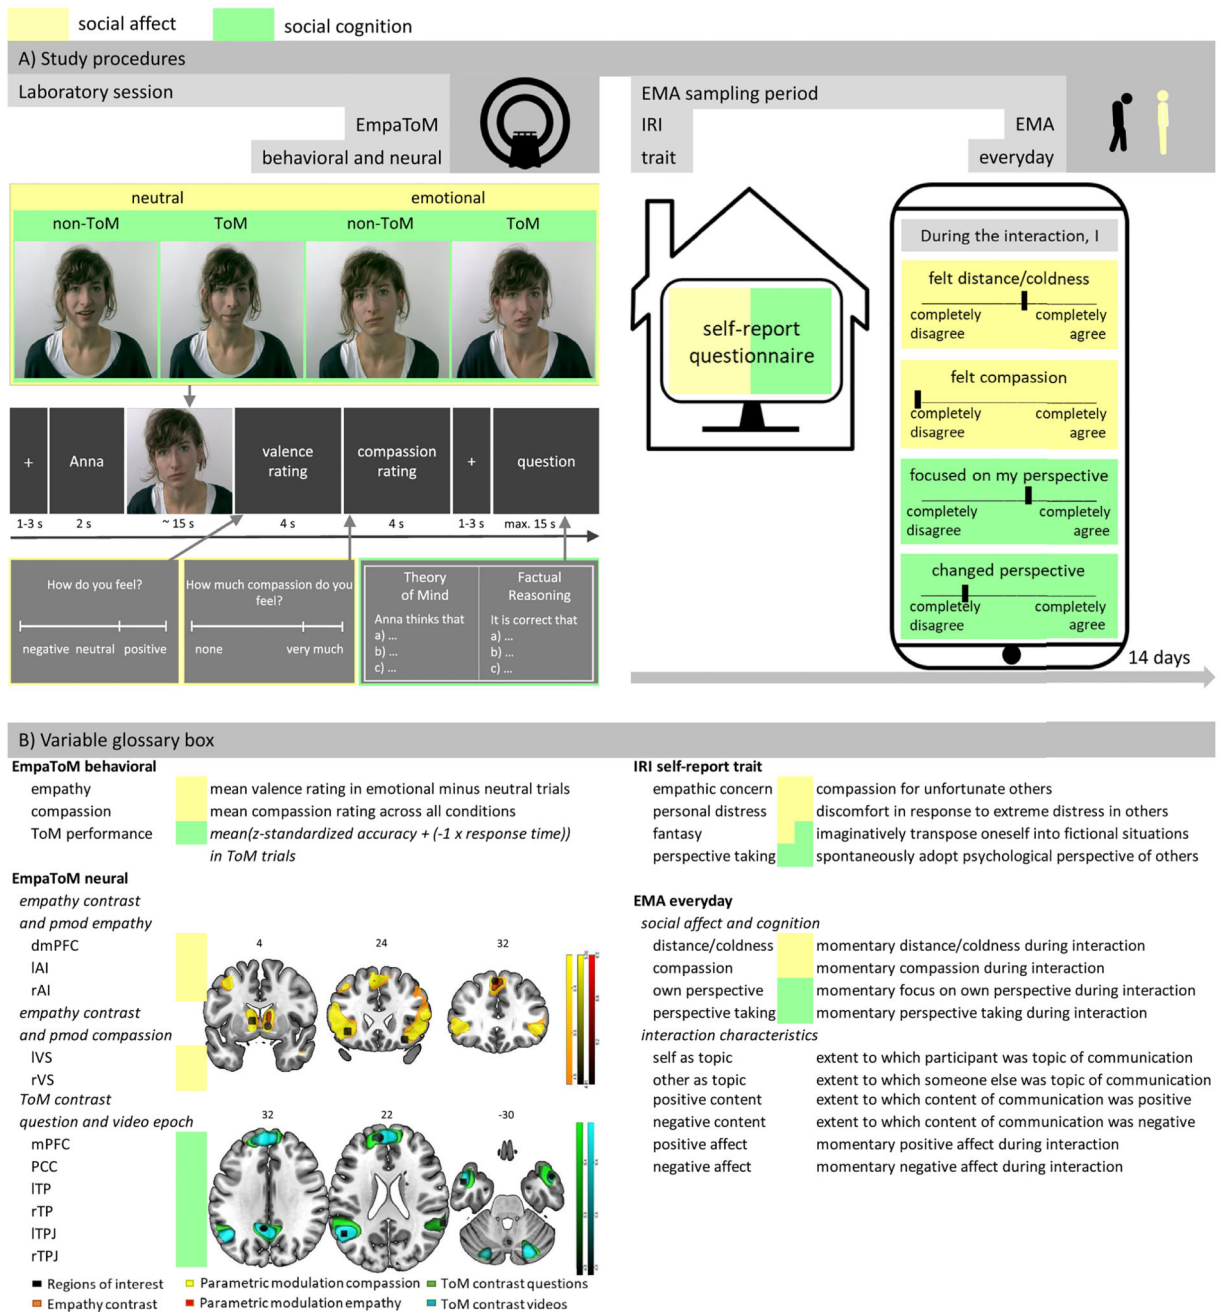 social affect
social cognition
A) Study procedures
Laboratory session
EmpaToM
behavioral and neural
neutral
emotional
non-ToM
ToM
non-ToM
ToM
+
Anna
valence
rating
compassion
rating
+
question
1-3 s
2 s
~ 15 s
4 s
4 s
1-3 s
max. 15 s
How do you feel?
negative neutral positive
How much compassion do you
feel?
none
very much
Theory
of Mind
Anna thinks that
a) ...
b) ...
c) ...
Factual
Reasoning
It is correct that
a) ...
b) ...
c) ...
EMA sampling period
IRI
trait
EMA
everyday
self-report
questionnaire
During the interaction, I
felt distance/coldness
completely
disagree
completely
agree
felt compassion
completely
disagree
completely
agree
focused on my perspective
completely
disagree
completely
agree
changed perspective
completely
disagree
completely
agree
14 days
B) Variable glossary box
EmpaToM behavioral
empathy mean valence rating in emotional minus neutral trials
compassion mean compassion rating across all conditions
ToM performance mean(z-standardized accuracy + (-1 x response time))
in ToM trials
EmpaToM neural
empathy contrast
and pmod empathy
dmPFC
lAI
rAI
empathy contrast
and pmod compassion
lVS
rVS
ToM contrast
question and video epoch
mPFC
PCC
lTP
rTP
lTPJ
rTPJ
4
24
32
32
22
-30
Regions of interest
Parametric modulation compassion
ToM contrast questions
Empathy contrast
Parametric modulation empathy
ToM contrast videos
IRI self-report trait
empathic concern compassion for unfortunate others
personal distress discomfort in response to extreme distress in others
fantasy imaginatively transpose oneself into fictional situations
perspective taking spontaneously adopt psychological perspective of others
EMA everyday
social affect and cognition
distance/coldness momentary distance/coldness during interaction
compassion momentary compassion during interaction
own perspective momentary focus on own perspective during interaction
perspective taking momentary perspective taking during interaction
interaction characteristics
self as topic extent to which participant was topic of communication
other as topic extent to which someone else was topic of communication
positive content extent to which content of communication was positive
negative content extent to which content of communication was negative
positive affect momentary positive affect during interaction
negative affect momentary negative affect during interaction